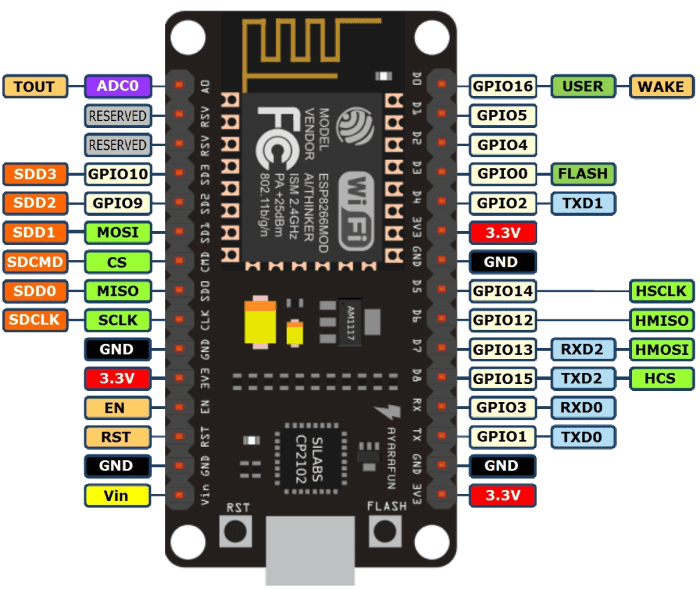 TOUT ADC0 A0 D0 GPIO16 USER WAKE
RESERVED RSV D1 GPIO5
RESERVED RSV D2 GPIO4
SDD3 GPIO10 SD3 D3 GPIO0 FLASH
SDD2 GPIO9 SD2 D4 GPIO2 TXD1
SDD1 MOSI SD1 3V3 3.3V
SDCMD CS CMD GND GND
SDD0 MISO SDO D5 GPIO14 HSCLK
SDCLK SCLK CLK D6 GPIO12 HMISO
GND GND D7 GPIO13 RXD2 HMOSI
3.3V 3V3 D8 GPIO15 TXD2 HCS
EN EN RX GPIO3 RXD0
RST RST TX GPIO1 TXD0
GND GND GND GND
Vin Vin 3V3 3.3V
MODEL ESP8266MOD
VENDOR AI/THINKER
ISM 2.4GHz
PA +25dBm
802.11b/g/n
FC
Wi Fi
AM1117
SILABS
CP2102
AYARAFUN
RST
FLASH